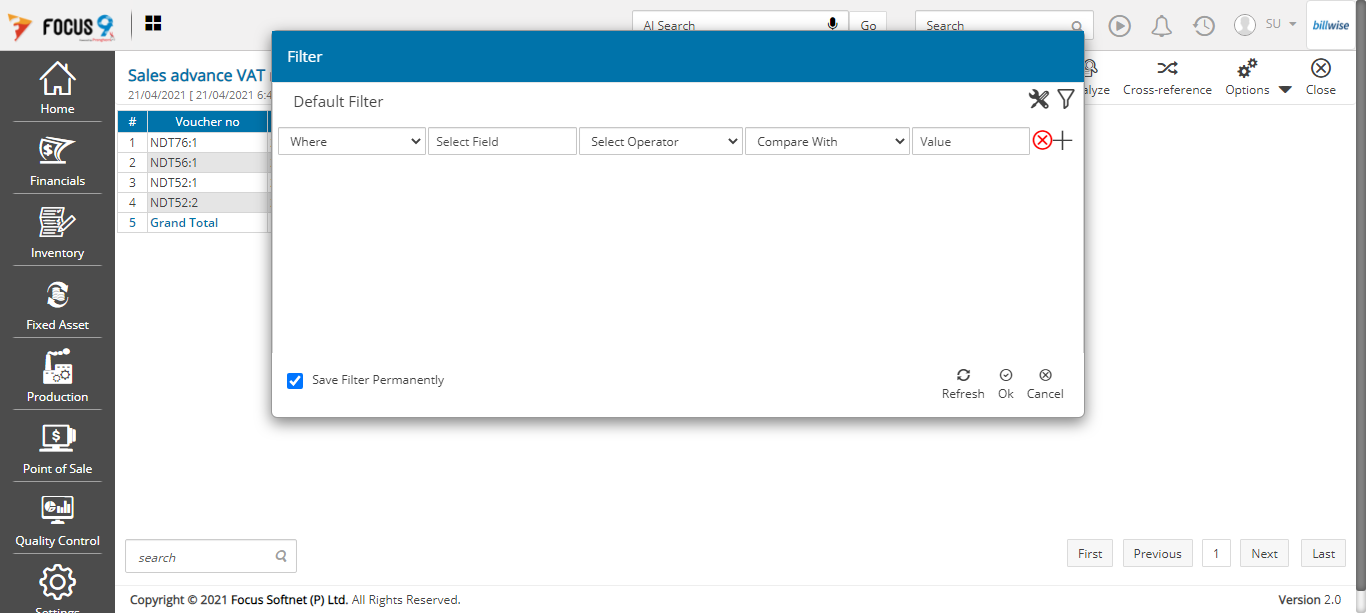 FOCUS 9
AI Search
Go
Search
SU
billwise
Home
Financials
Inventory
Fixed Asset
Production
Point of Sale
Quality Control
Settings
Sales advance VAT
21/04/2021 [ 21/04/2021 6:4
alyze
Cross-reference
Options
Close
# Voucher no
1 NDT76:1
2 NDT56:1
3 NDT52:1
4 NDT52:2
5 Grand Total
Filter
Default Filter
Where
Select Field
Select Operator
Compare With
Value
Save Filter Permanently
Refresh
Ok
Cancel
search
First
Previous
1
Next
Last
Copyright © 2021 Focus Softnet (P) Ltd. All Rights Reserved.
Version 2.0